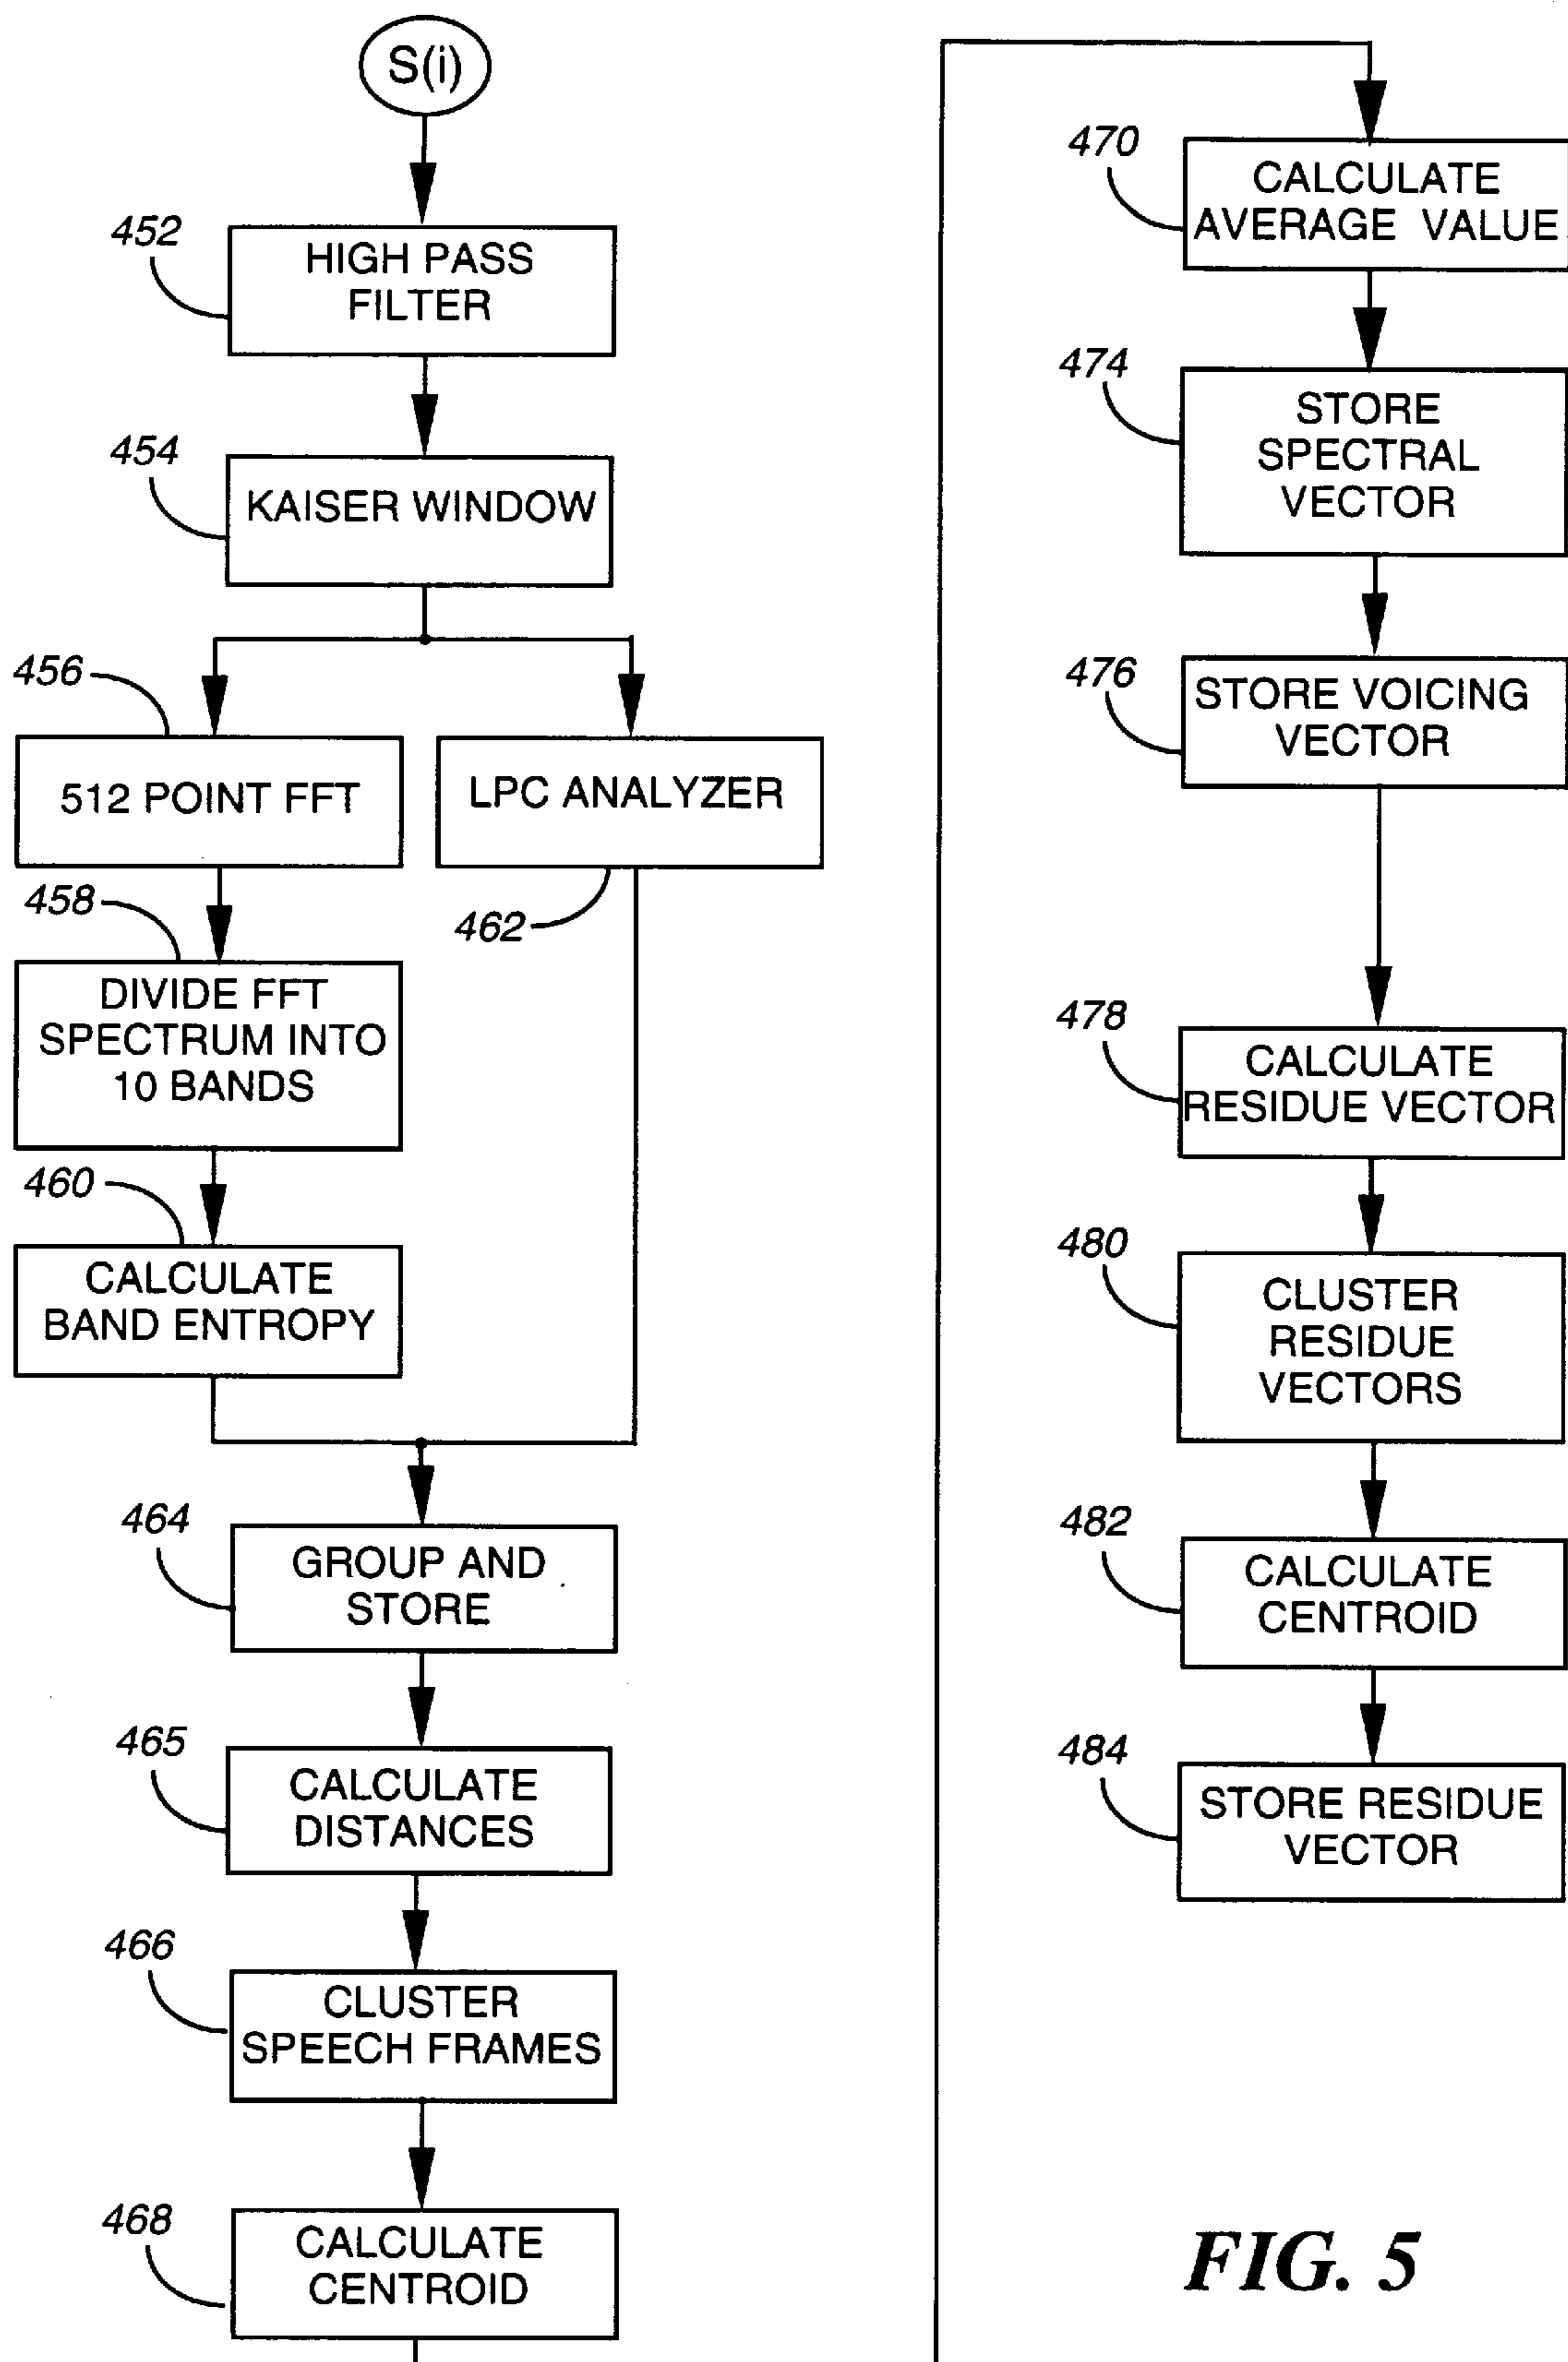 S(i)
452
HIGH PASS
FILTER
454
KAISER WINDOW
456
512 POINT FFT
LPC ANALYZER
462
458
DIVIDE FFT
SPECTRUM INTO
10 BANDS
460
CALCULATE
BAND ENTROPY
464
GROUP AND
STORE
465
CALCULATE
DISTANCES
466
CLUSTER
SPEECH FRAMES
468
CALCULATE
CENTROID
470
CALCULATE
AVERAGE VALUE
474
STORE
SPECTRAL
VECTOR
476
STORE VOICING
VECTOR
478
CALCULATE
RESIDUE VECTOR
480
CLUSTER
RESIDUE
VECTORS
482
CALCULATE
CENTROID
484
STORE RESIDUE
VECTOR
FIG. 5